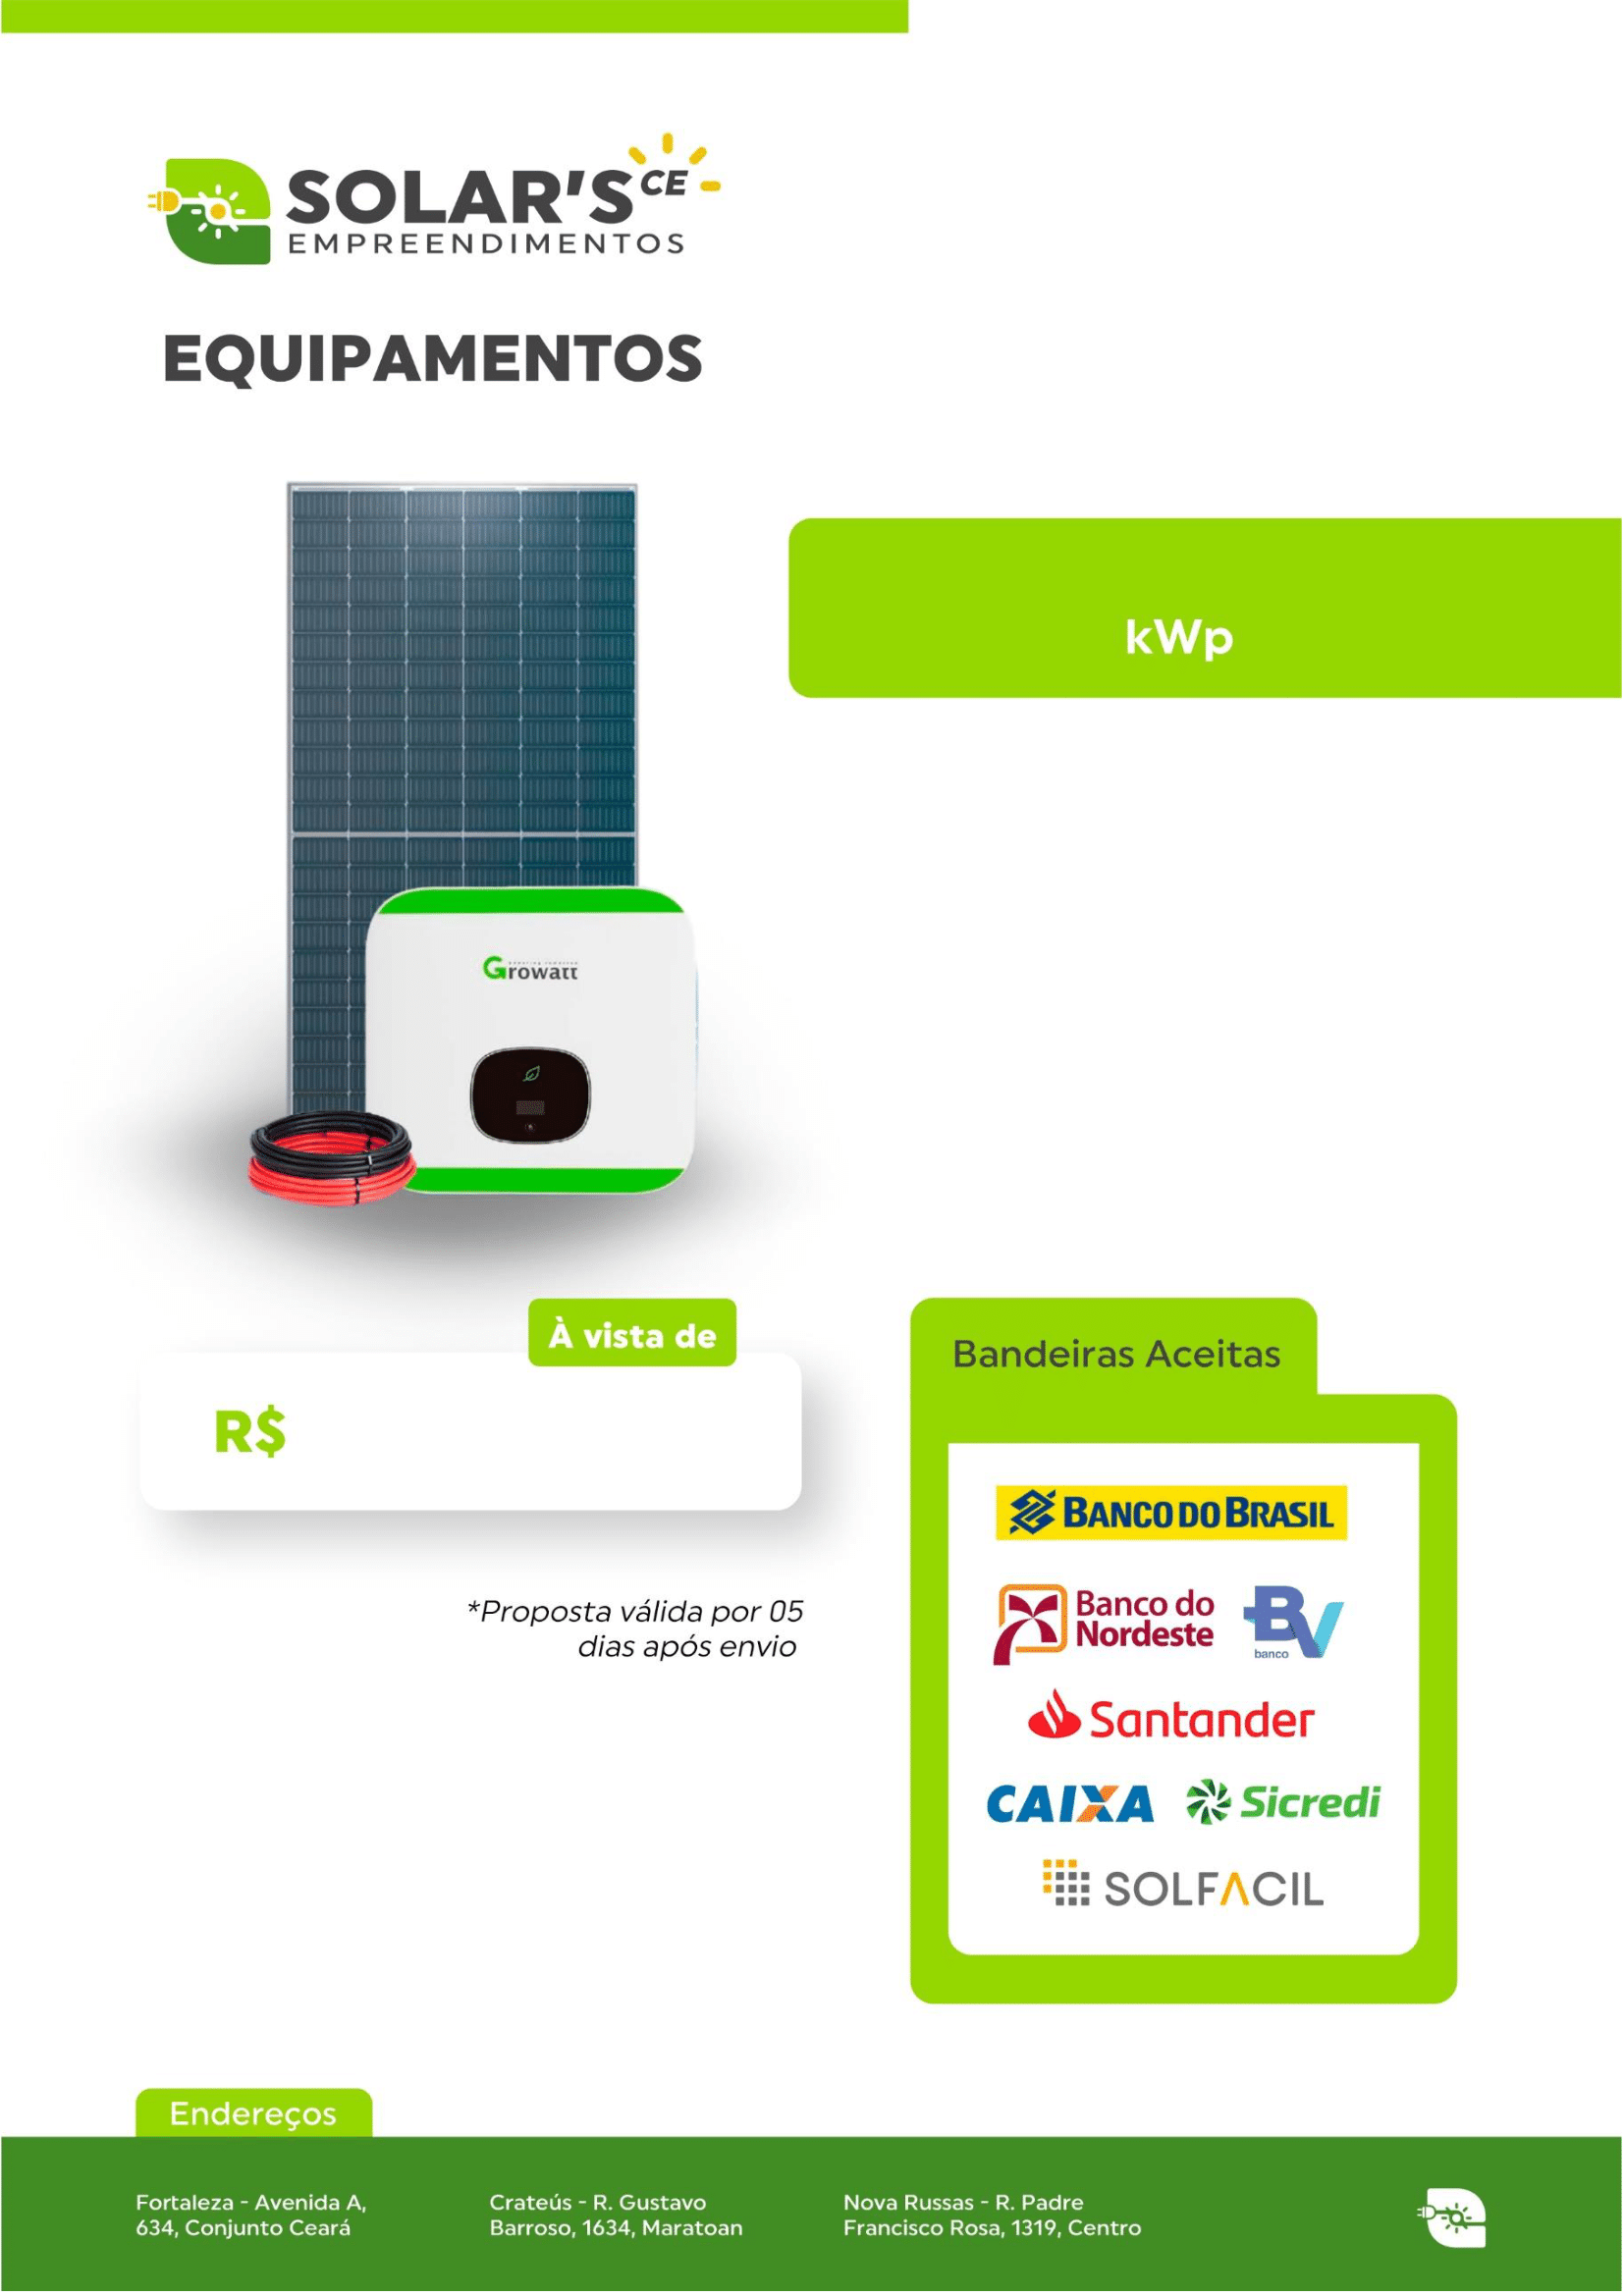 SOLAR'S CE
EMPREENDIMENTOS
EQUIPAMENTOS
kWp
Growatt
À vista de
R$
*Proposta válida por 05
dias após envio
Bandeiras Aceitas
BANCO DO BRASIL
Banco do
Nordeste
BV
banco
Santander
CAIXA
Sicredi
SOLFACIL
Endereços
Fortaleza - Avenida A,
634, Conjunto Ceará
Crateús - R. Gustavo
Barroso, 1634, Maratoan
Nova Russas - R. Padre
Francisco Rosa, 1319, Centro